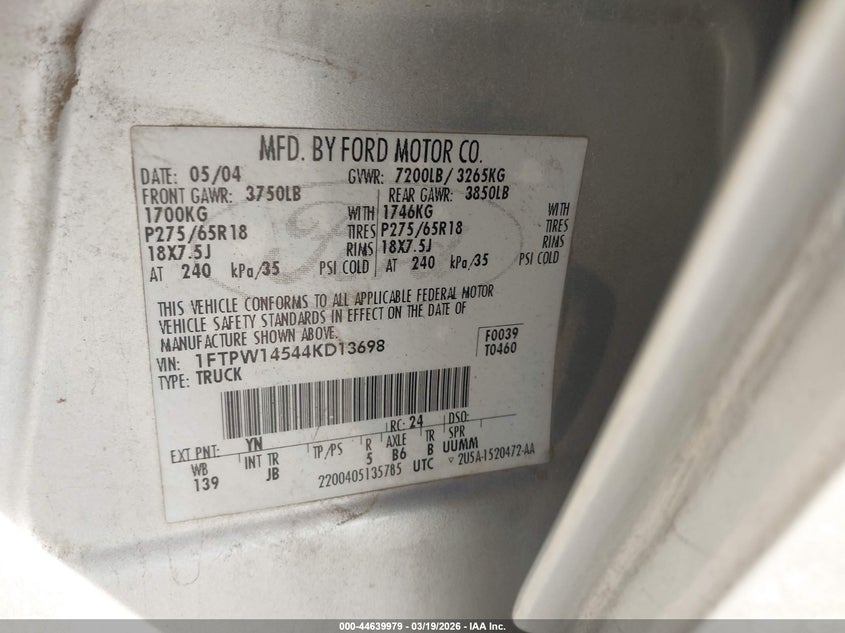 MFD. BY FORD MOTOR CO.
DATE: 05/04 GVWR: 7200LB/ 3265KG
FRONT GAWR: 3750LB REAR GAWR: 3850LB
1700KG WITH 1746KG WITH
P275/65R18 TIRES P275/65R18 TIRES
18X7.5J RIMS 18X7.5J RIMS
AT 240 kPa/35 PSI COLD AT 240 kPa/35 PSI COLD
THIS VEHICLE CONFORMS TO ALL APPLICABLE FEDERAL MOTOR
VEHICLE SAFETY STANDARDS IN EFFECT ON THE DATE OF
MANUFACTURE SHOWN ABOVE.
VIN: 1FTPW14544KD13698 F0039
TYPE: TRUCK T0460
EXT PNT: YN RC: 24 DSO:
WB INT TR TP/PS R AXLE TR SPR
139 JB 5 B6 B UUMM
2200405135785 UTC ▿ 2U5A-1520472-AA
000-44639979 - 03/19/2026 - IAA Inc.